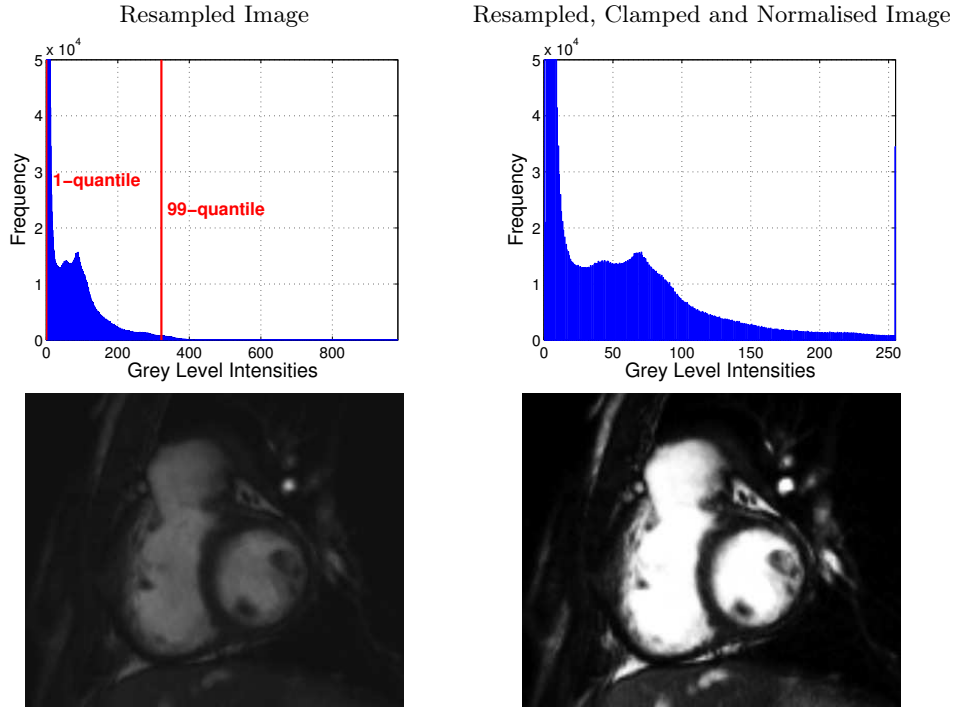 Resampled Image
Resampled, Clamped and Normalised Image
x 10^4
5
4
3
2
1
0
Frequency
1−quantile
99−quantile
0 200 400 600 800
Grey Level Intensities
x 10^4
5
4
3
2
1
0
Frequency
0 50 100 150 200 250
Grey Level Intensities